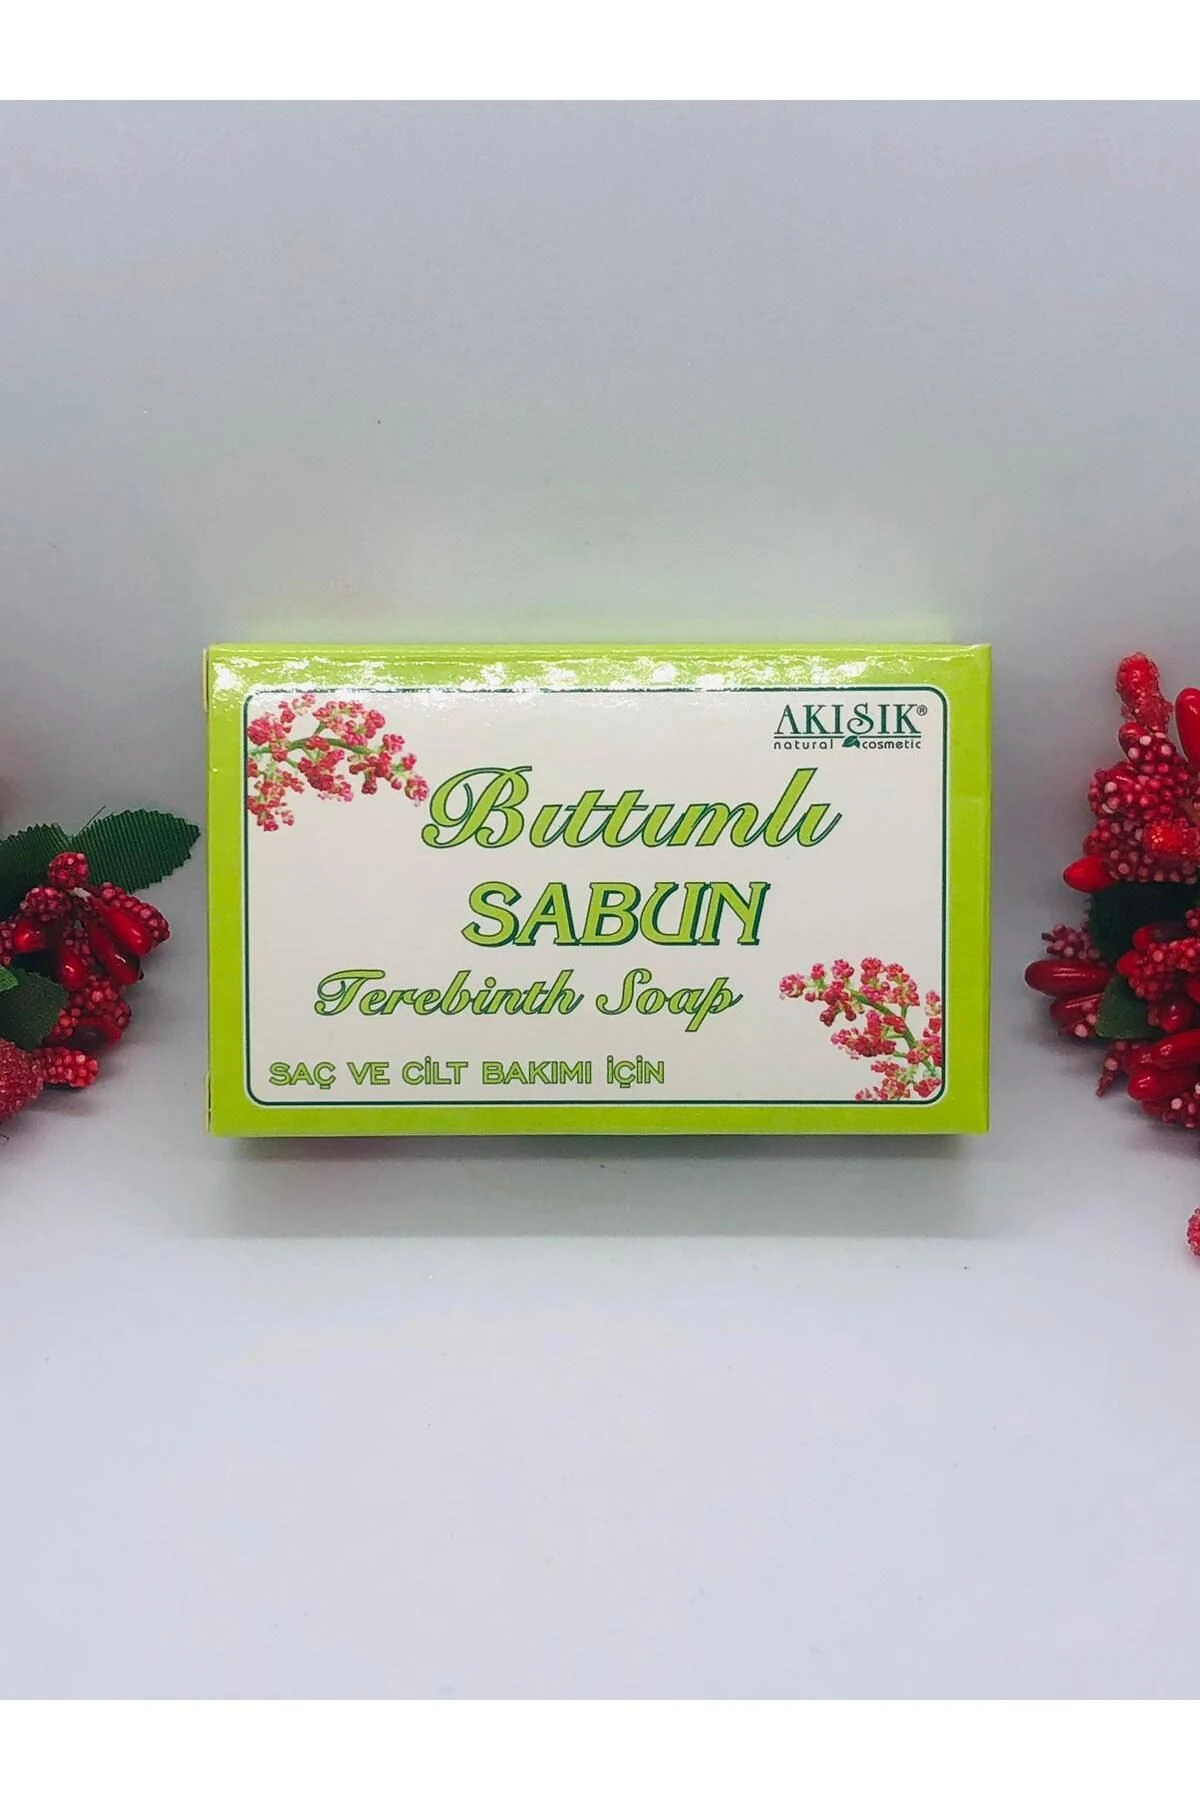 AKIŞIK®
natural cosmetic
Bıttımlı
SABUN
Terebinth Soap
SAÇ VE CİLT BAKIMI İÇİN